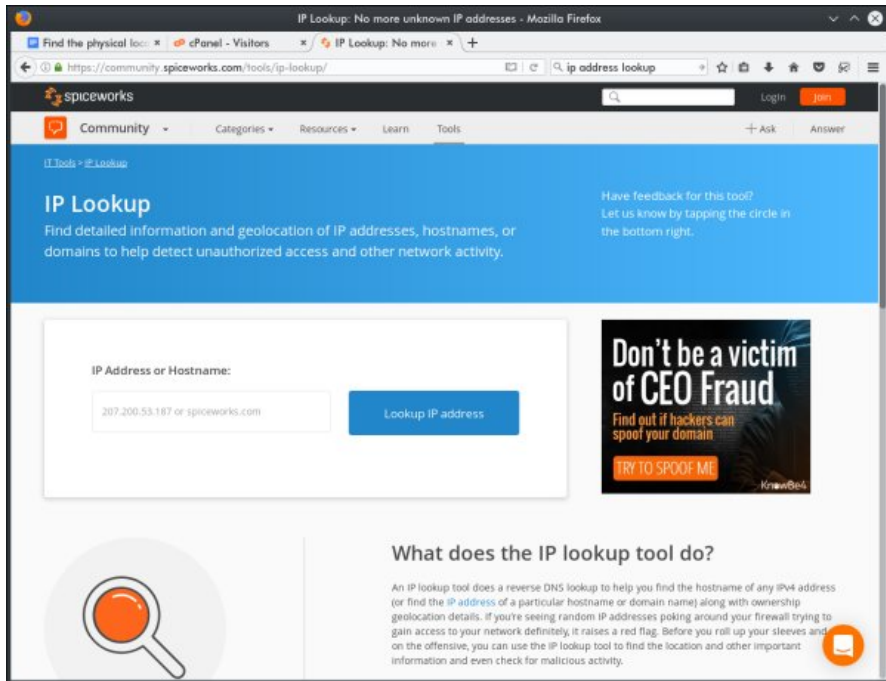 IP Lookup: No more unknown IP addresses - Mozilla Firefox
Find the physical loc
cPanel - Visitors
IP Lookup: No more
https://community.spiceworks.com/tools/ip-lookup/
ip address lookup
spiceworks
Login
Join
Community
Categories
Resources
Learn
Tools
+ Ask
Answer
IT Tools > IP Lookup
IP Lookup
Find detailed information and geolocation of IP addresses, hostnames, or
domains to help detect unauthorized access and other network activity.
Have feedback for this tool?
Let us know by tapping the circle in
the bottom right.
IP Address or Hostname:
207.200.53.187 or spiceworks.com
Lookup IP address
Don't be a victim
of CEO Fraud
Find out if hackers can
spoof your domain
TRY TO SPOOF ME
KnowBe4
What does the IP lookup tool do?
An IP lookup tool does a reverse DNS lookup to help you find the hostname of any IPv4 address
(or find the IP address of a particular hostname or domain name) along with ownership
geolocation details. If you're seeing random IP addresses poking around your firewall trying to
gain access to your network definitely, it raises a red flag. Before you roll up your sleeves and
on the offensive, you can use the IP lookup tool to find the location and other important
information and even check for malicious activity.